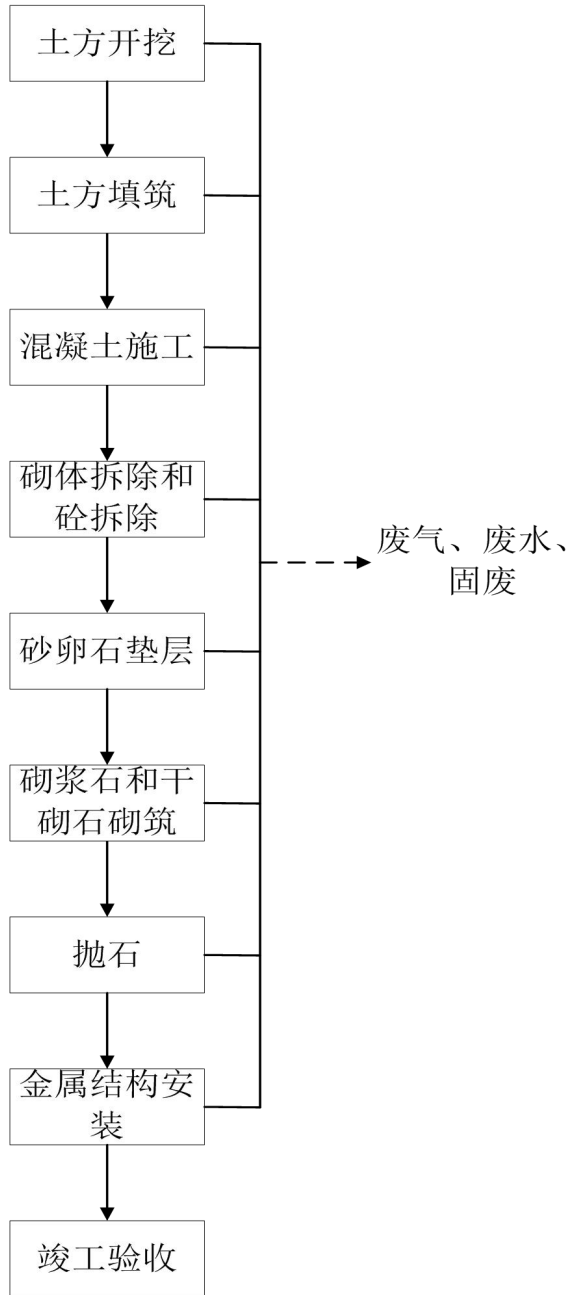 土方开挖
土方填筑
混凝土施工
砌体拆除和
砼拆除
废气、废水、
固废
砂卵石垫层
砌浆石和干
砌石砌筑
抛石
金属结构安
装
竣工验收